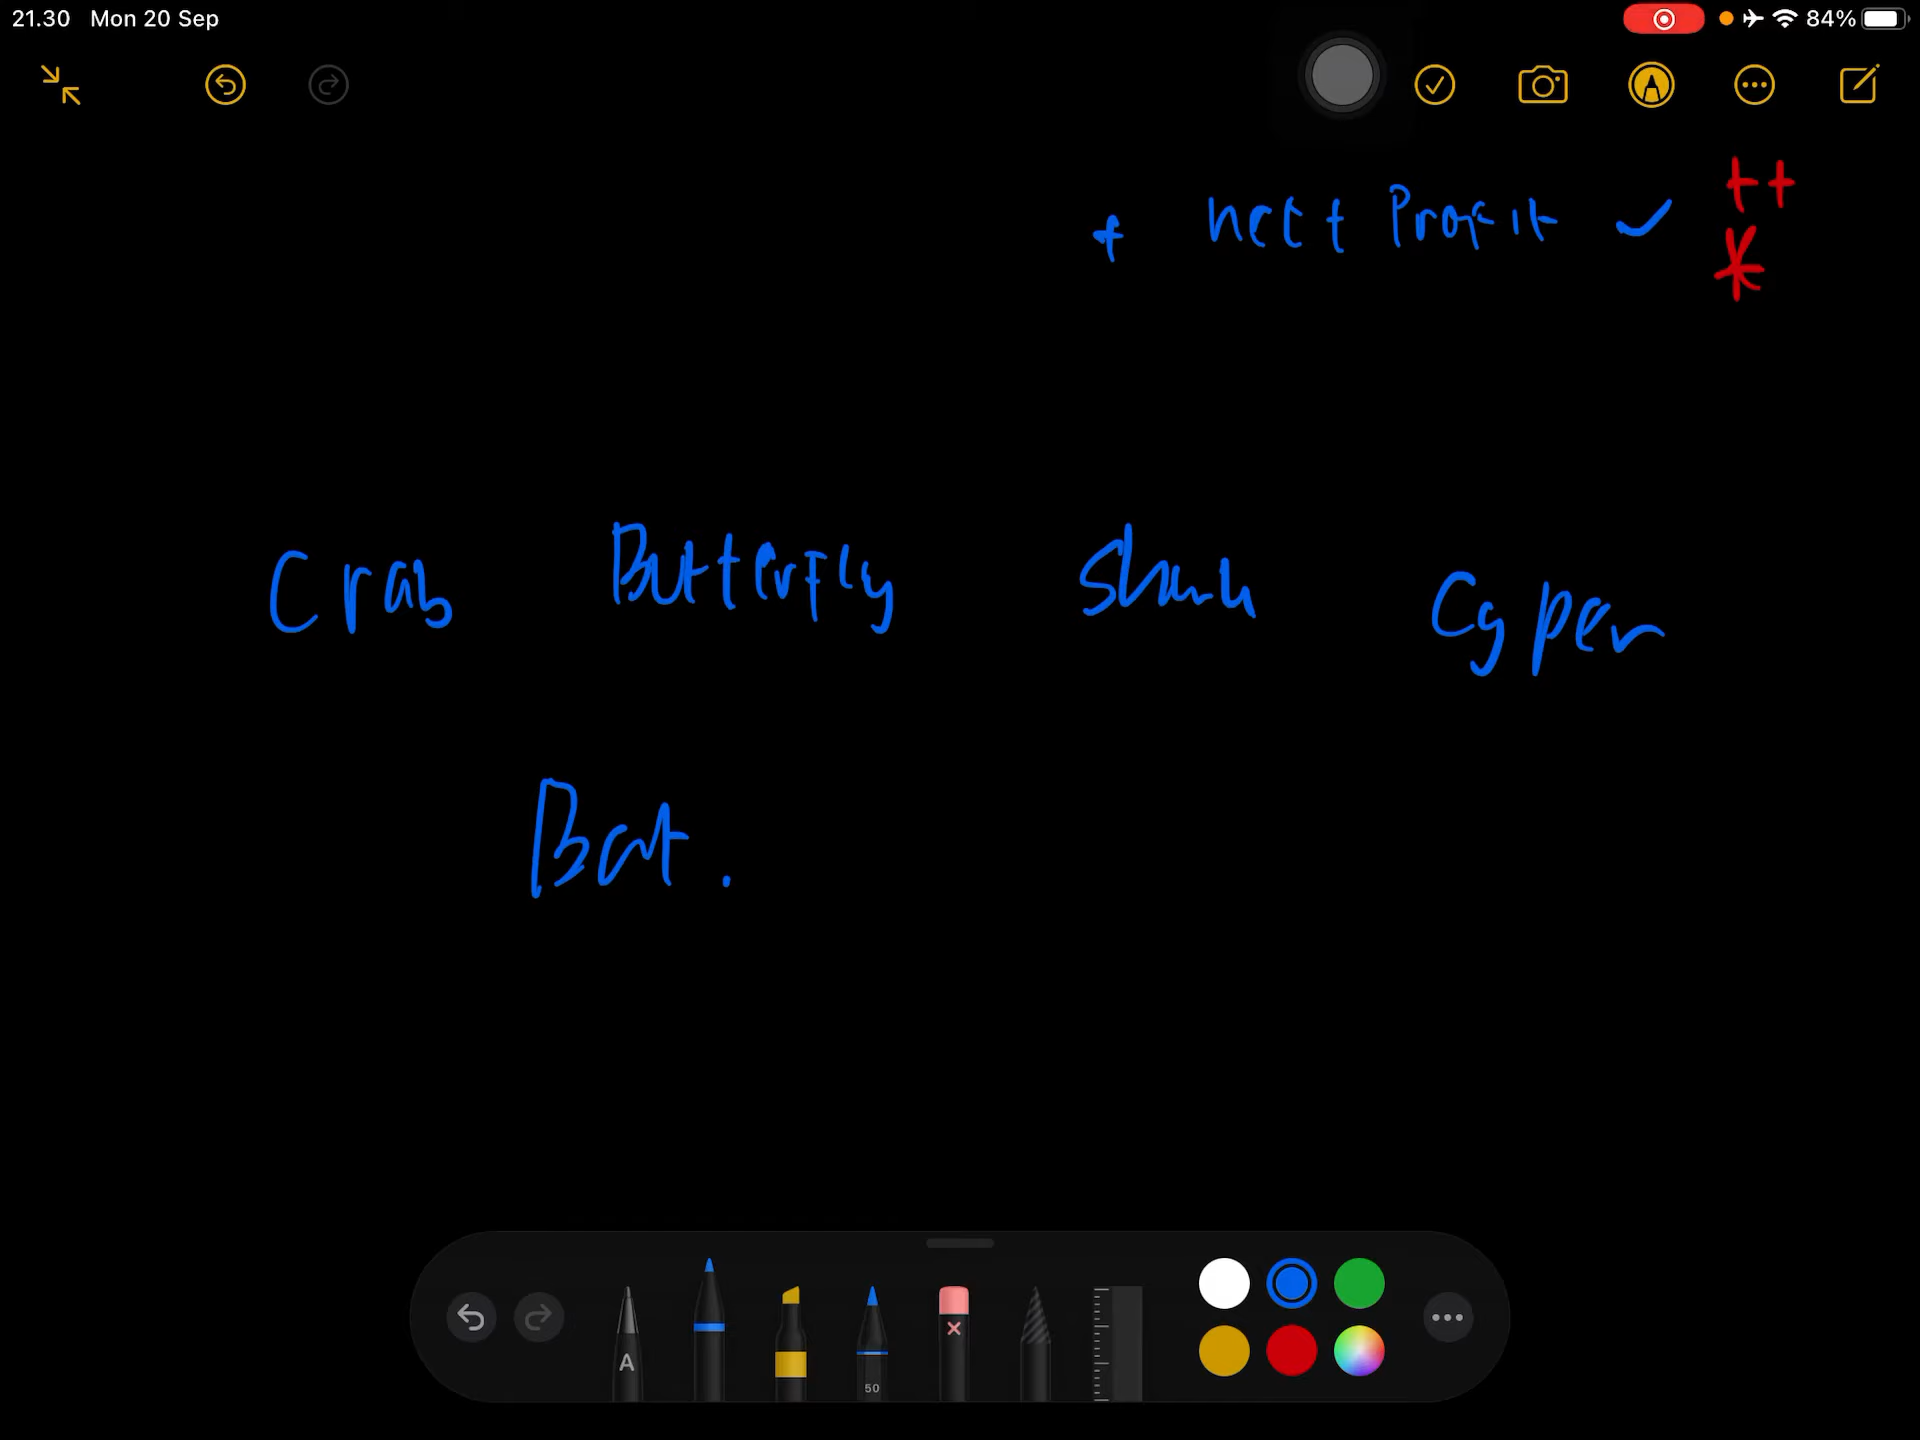 21.30 Mon 20 Sep 84%
+ nett Profit ✓ ++
*
Crab Butterfly Shark Cyper
Bat.
A
50